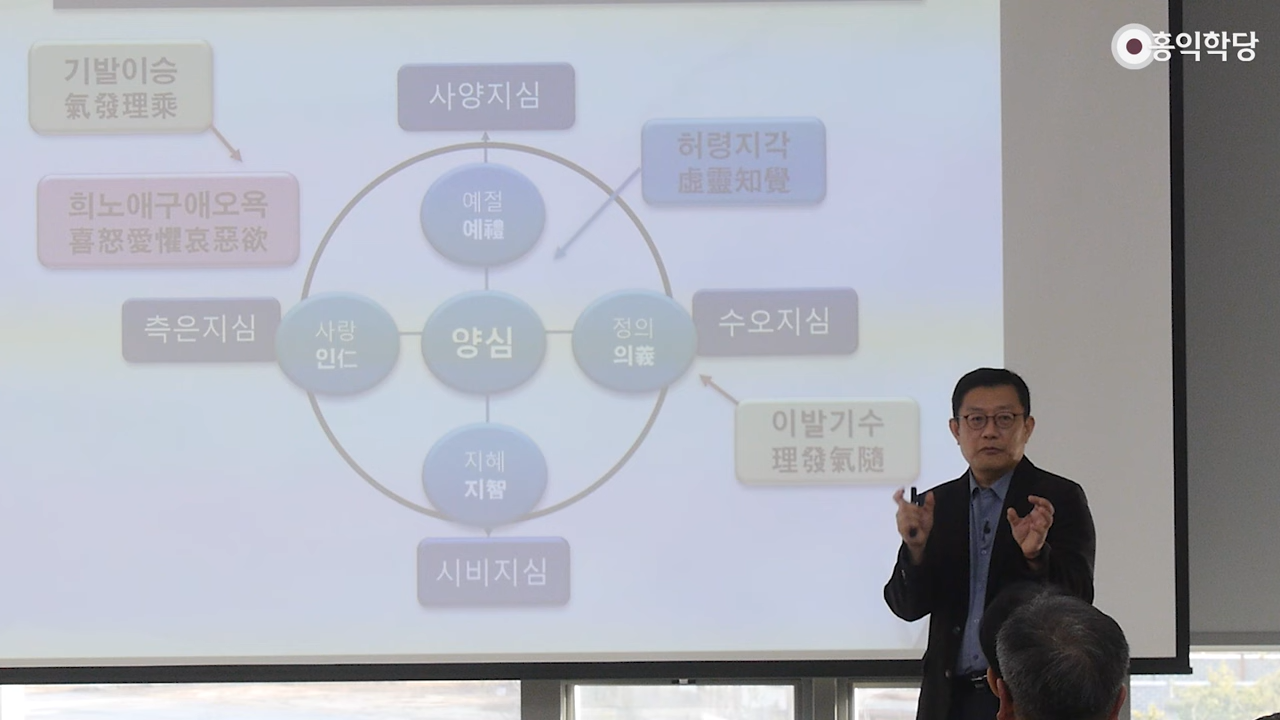 홍익학당
기발이승
氣發理乘
사양지심
허령지각
虛靈知覺
희노애구애오욕
喜怒愛懼哀惡欲
예절
예禮
측은지심
사랑
인仁
양심
정의
의義
수오지심
이발기수
理發氣隨
지혜
지智
시비지심